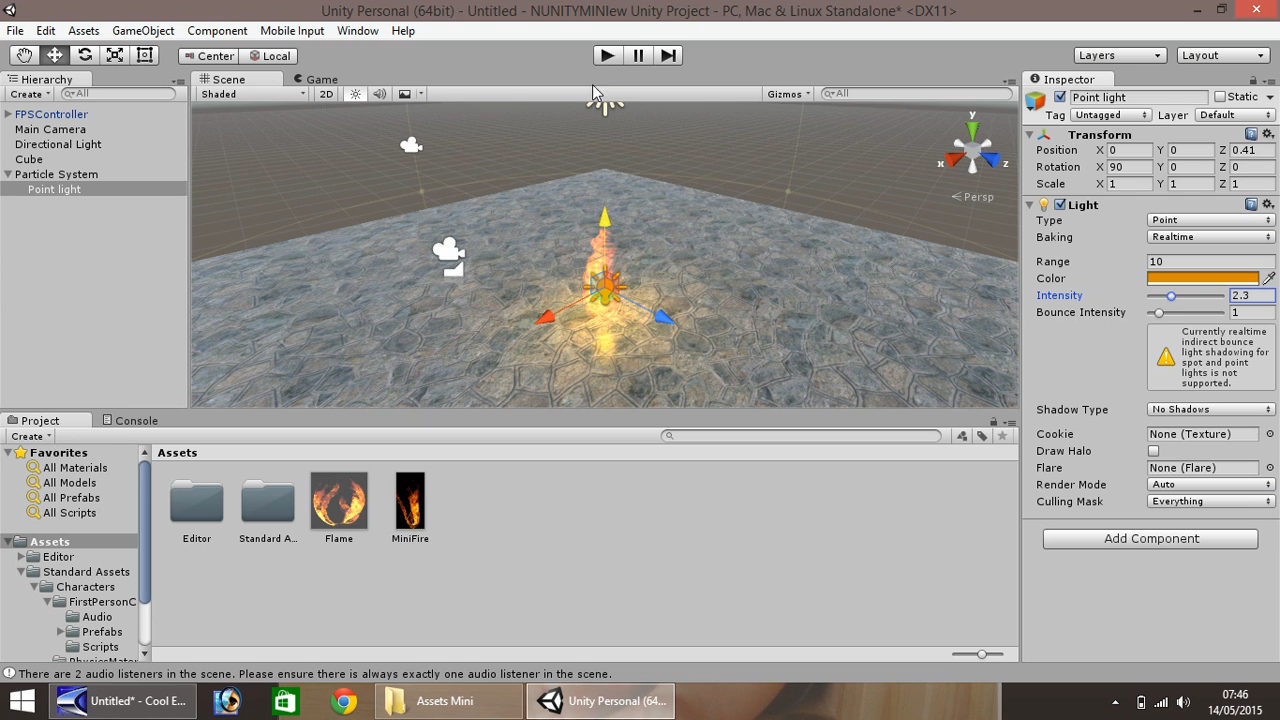 Unity Personal (64bit) - Untitled - NUNITYMINIew Unity Project - PC, Mac & Linux Standalone* <DX11>
File Edit Assets GameObject Component Mobile Input Window Help
Center Local Layers Layout
Hierarchy
Create All
FPSController
Main Camera
Directional Light
Cube
Particle System
Point light
Scene Game
Shaded 2D Gizmos All
y
x z
Persp
Inspector
Point light Static
Tag Untagged Layer Default
Transform
Position X 0 Y 0 Z 0.41
Rotation X 90 Y 0 Z 0
Scale X 1 Y 1 Z 1
Light
Type Point
Baking Realtime
Range 10
Color
Intensity 2.3
Bounce Intensity 1
Currently realtime
indirect bounce
light shadowing for
spot and point
lights is not
supported.
Shadow Type No Shadows
Cookie None (Texture)
Draw Halo
Flare None (Flare)
Render Mode Auto
Culling Mask Everything
Add Component
Project Console
Create
Favorites
All Materials
All Models
All Prefabs
All Scripts
Assets
Editor
Standard Assets
Characters
FirstPersonC
Audio
Prefabs
Scripts
PhysicsMater
Assets
Editor Standard A... Flame MiniFire
There are 2 audio listeners in the scene. Please ensure there is always exactly one audio listener in the scene.
Untitled* - Cool E... Assets Mini Unity Personal (64...
07:46
14/05/2015